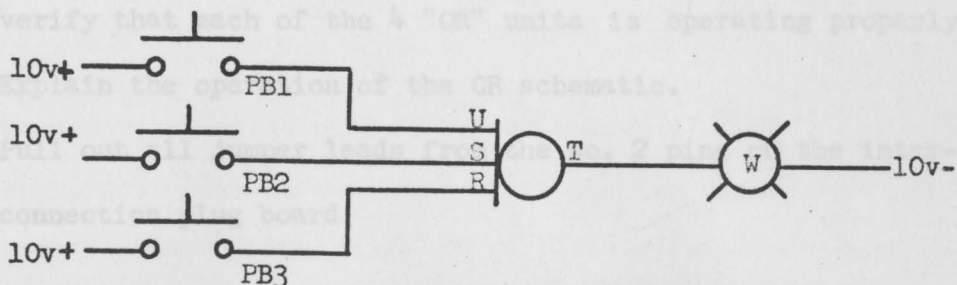 verify that each of the 4 "OR" units is operating properly
10v+
PB1
Explain the operation of the OR schematic.
10v+
PB2
U
S
R
T
W
10v-
Pull out all jumper leads from the No. 2 pins of the inter-
connection plug board
10v+
PB3